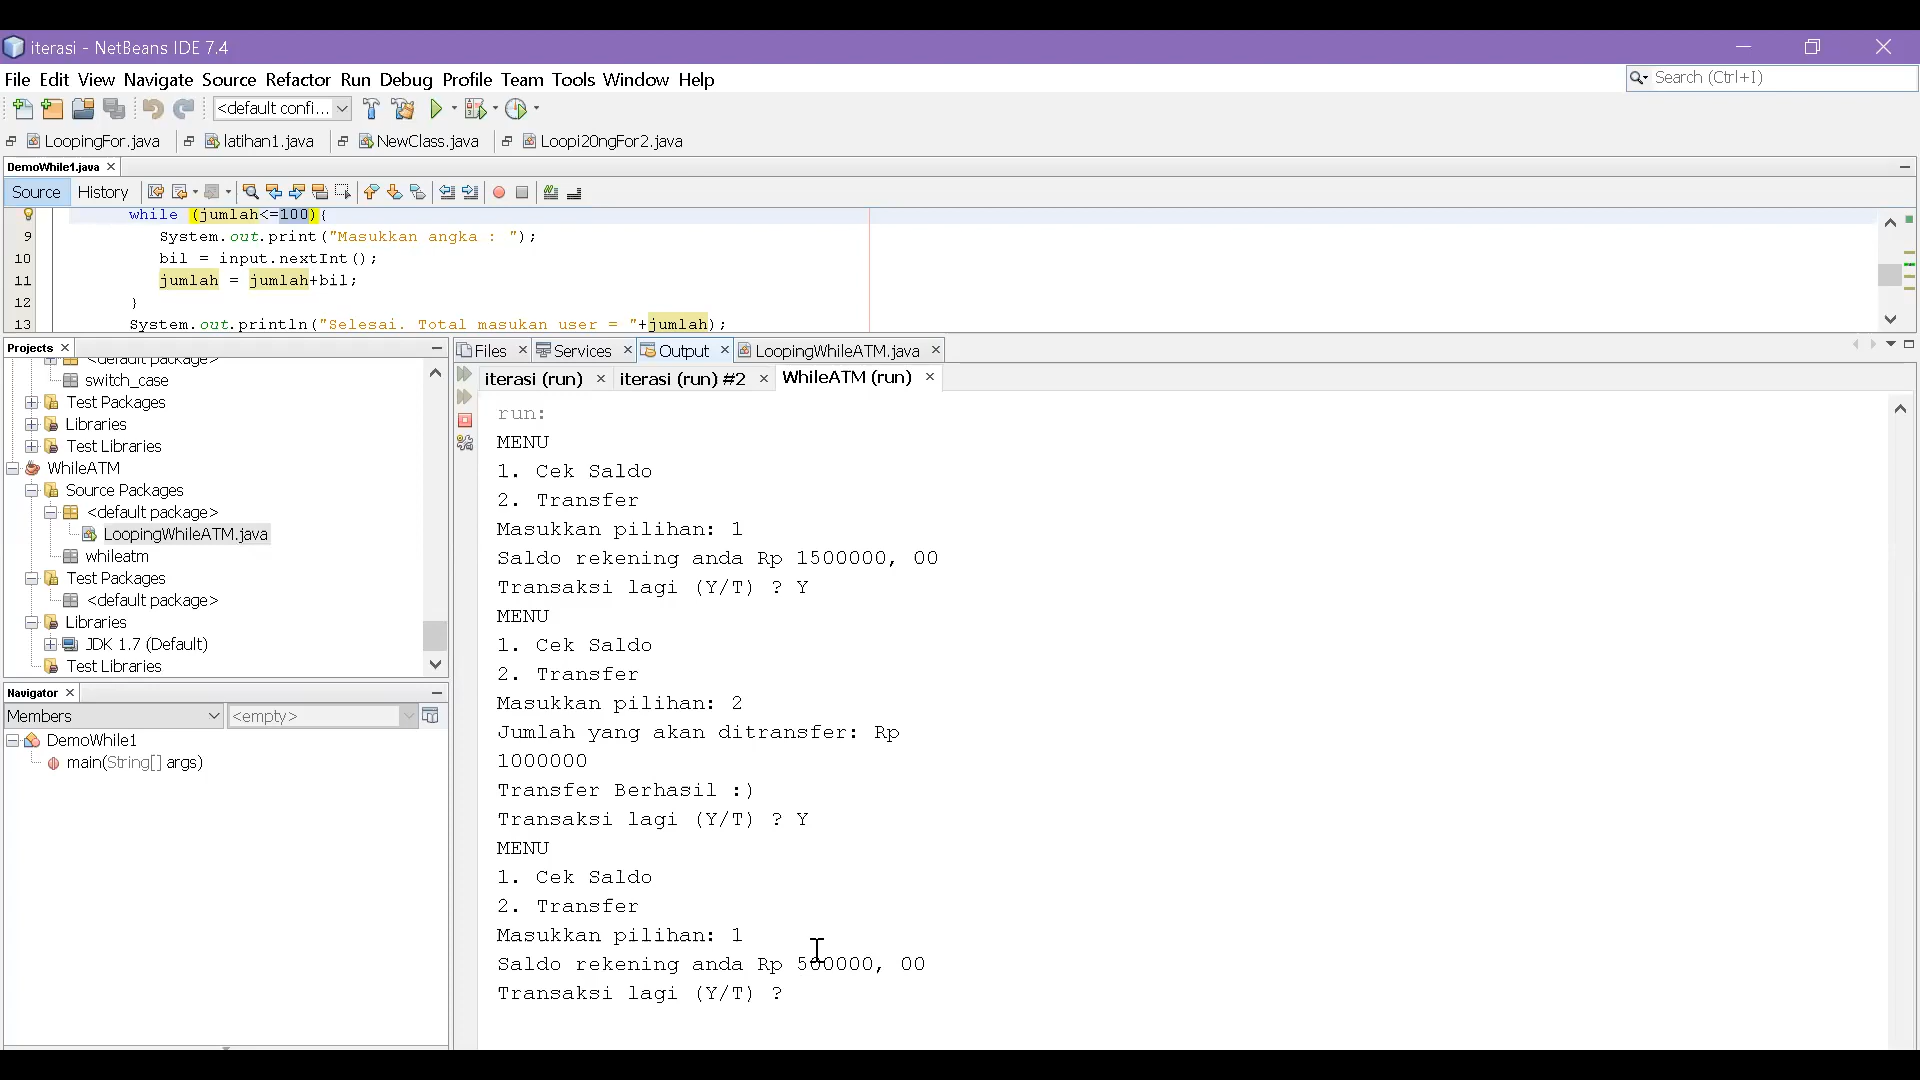 iterasi - NetBeans IDE 7.4
File Edit View Navigate Source Refactor Run Debug Profile Team Tools Window Help
Search (Ctrl+I)
<default confi...
LoopingFor.java latihan1.java NewClass.java Loopi20ngFor2.java
DemoWhile1.java
Source History
while (jumlah<=100){
9 System.out.print("Masukkan angka : ");
10 bil = input.nextInt();
11 jumlah = jumlah+bil;
12 }
13 System.out.println("Selesai. Total masukan user = "+jumlah);
Projects
<default package>
switch_case
Test Packages
Libraries
Test Libraries
WhileATM
Source Packages
<default package>
LoopingWhileATM.java
whileatm
Test Packages
<default package>
Libraries
JDK 1.7 (Default)
Test Libraries
Navigator
Members <empty>
DemoWhile1
main(String[] args)
Files Services Output LoopingWhileATM.java
iterasi (run) iterasi (run) #2 WhileATM (run)
run:
MENU
1. Cek Saldo
2. Transfer
Masukkan pilihan: 1
Saldo rekening anda Rp 1500000, 00
Transaksi lagi (Y/T) ? Y
MENU
1. Cek Saldo
2. Transfer
Masukkan pilihan: 2
Jumlah yang akan ditransfer: Rp
1000000
Transfer Berhasil :)
Transaksi lagi (Y/T) ? Y
MENU
1. Cek Saldo
2. Transfer
Masukkan pilihan: 1
Saldo rekening anda Rp 500000, 00
Transaksi lagi (Y/T) ?